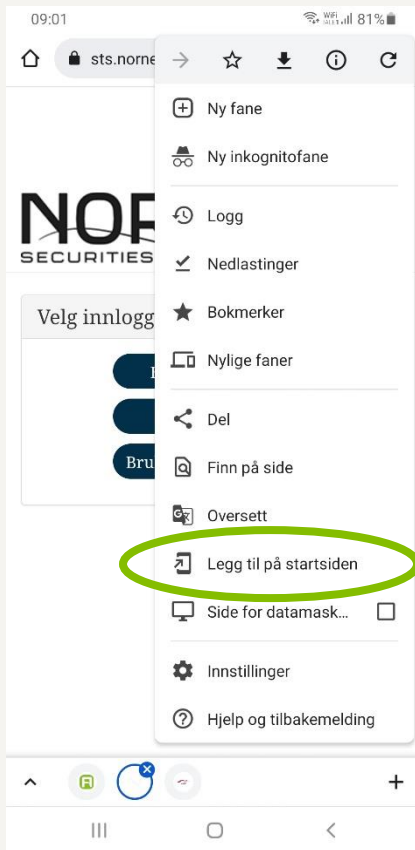 09:01
81%
sts.norne
Ny fane
Ny inkognitofane
Logg
NOR
SECURITIES
Nedlastinger
Velg innlogg
Bokmerker
Nylige faner
Del
Bru
Finn på side
Oversett
Legg til på startsiden
Side for datamask...
Innstillinger
Hjelp og tilbakemelding